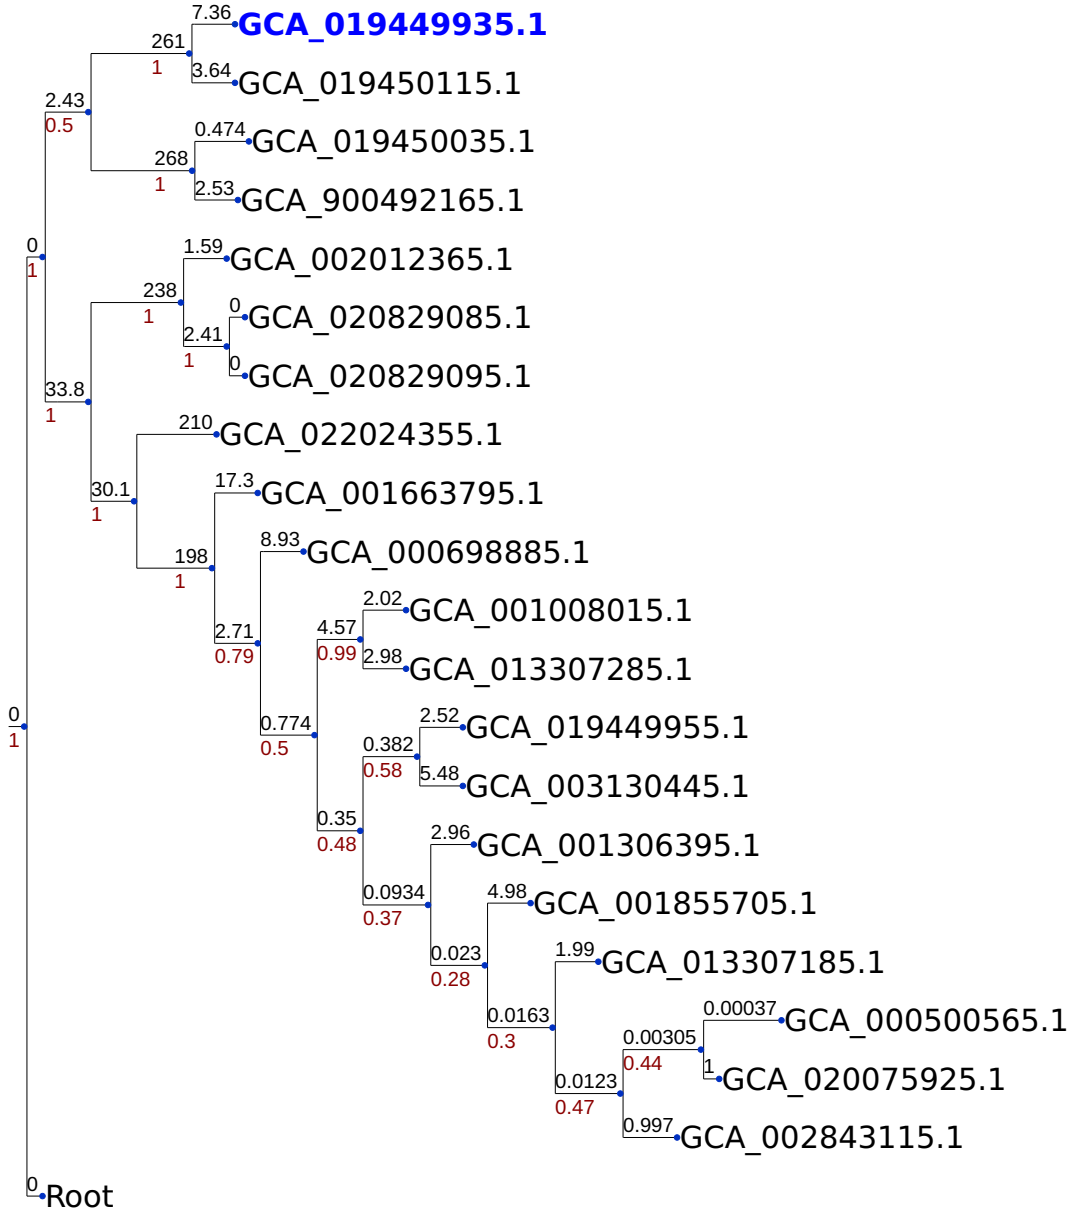 7.36
GCA_019449935.1
261
1
3.64
GCA_019450115.1
2.43
0.5
0.474
GCA_019450035.1
268
1
2.53
GCA_900492165.1
0
1
1.59
GCA_002012365.1
238
1
0
GCA_020829085.1
2.41
1
0
GCA_020829095.1
33.8
1
210
GCA_022024355.1
30.1
1
17.3
GCA_001663795.1
198
1
8.93
GCA_000698885.1
2.71
0.79
2.02
GCA_001008015.1
4.57
0.99
2.98
GCA_013307285.1
0
1
0.774
0.5
2.52
GCA_019449955.1
0.382
0.58
5.48
GCA_003130445.1
0.35
0.48
2.96
GCA_001306395.1
0.0934
0.37
4.98
GCA_001855705.1
0.023
0.28
1.99
GCA_013307185.1
0.0163
0.3
0.00037
GCA_000500565.1
0.00305
0.44
1
GCA_020075925.1
0.0123
0.47
0.997
GCA_002843115.1
0
Root